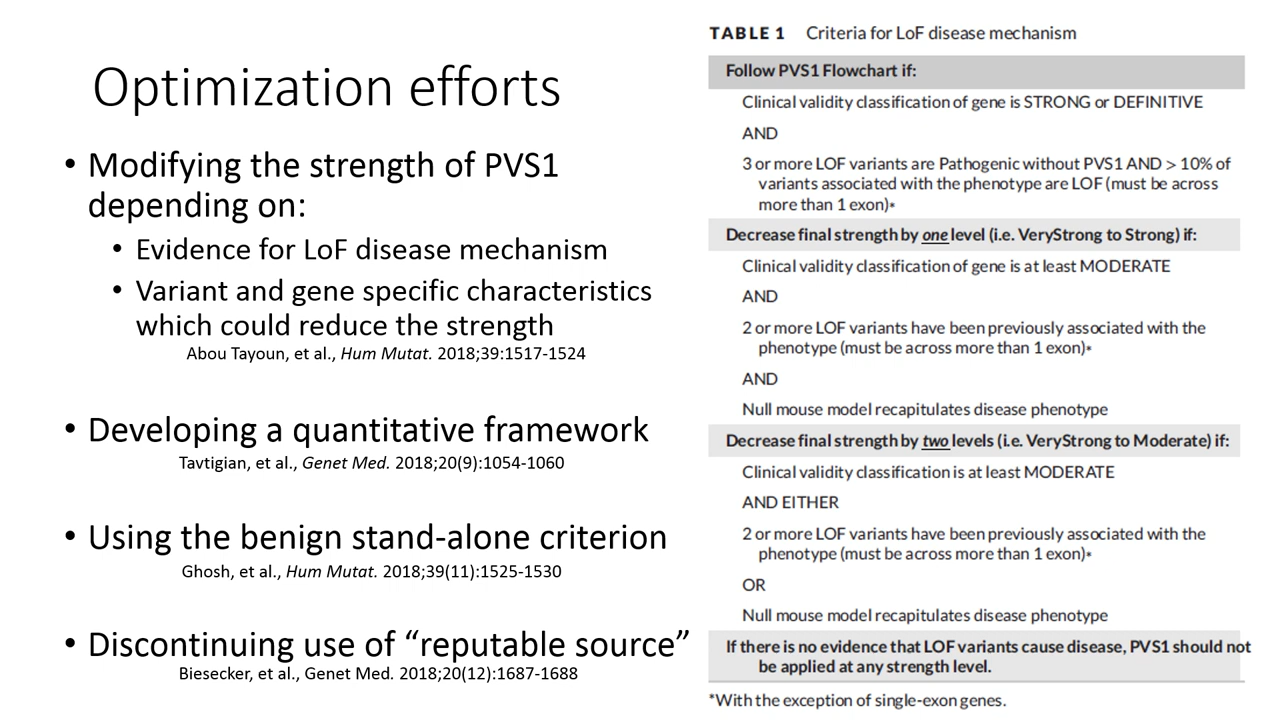 Optimization efforts
• Modifying the strength of PVS1
depending on:
• Evidence for LoF disease mechanism
• Variant and gene specific characteristics
which could reduce the strength
Abou Tayoun, et al., Hum Mutat. 2018;39:1517-1524
• Developing a quantitative framework
Tavtigian, et al., Genet Med. 2018;20(9):1054-1060
• Using the benign stand-alone criterion
Ghosh, et al., Hum Mutat. 2018;39(11):1525-1530
• Discontinuing use of “reputable source”
Biesecker, et al., Genet Med. 2018;20(12):1687-1688
TABLE 1 Criteria for LoF disease mechanism
Follow PVS1 Flowchart if:
Clinical validity classification of gene is STRONG or DEFINITIVE
AND
3 or more LOF variants are Pathogenic without PVS1 AND > 10% of
variants associated with the phenotype are LOF (must be across
more than 1 exon)*
Decrease final strength by one level (i.e. VeryStrong to Strong) if:
Clinical validity classification of gene is at least MODERATE
AND
2 or more LOF variants have been previously associated with the
phenotype (must be across more than 1 exon)*
AND
Null mouse model recapitulates disease phenotype
Decrease final strength by two levels (i.e. VeryStrong to Moderate) if:
Clinical validity classification is at least MODERATE
AND EITHER
2 or more LOF variants have been previously associated with the
phenotype (must be across more than 1 exon)*
OR
Null mouse model recapitulates disease phenotype
If there is no evidence that LOF variants cause disease, PVS1 should not
be applied at any strength level.
*With the exception of single-exon genes.